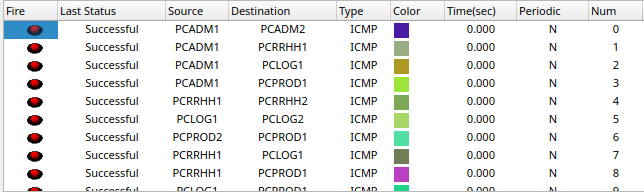 Fire Last Status Source Destination Type Color Time(sec) Periodic Num
Successful PCADM1 PCADM2 ICMP 0.000 N 0
Successful PCADM1 PCRRHH1 ICMP 0.000 N 1
Successful PCADM1 PCLOG1 ICMP 0.000 N 2
Successful PCADM1 PCPROD1 ICMP 0.000 N 3
Successful PCRRHH1 PCRRHH2 ICMP 0.000 N 4
Successful PCLOG1 PCLOG2 ICMP 0.000 N 5
Successful PCPROD2 PCPROD1 ICMP 0.000 N 6
Successful PCRRHH1 PCLOG1 ICMP 0.000 N 7
Successful PCRRHH1 PCPROD1 ICMP 0.000 N 8
Successful PCLOG1 PCPROD1 ICMP 0.000 N 9